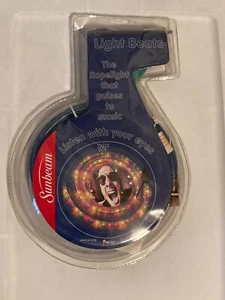 Light Beats
The
Ropelight
that
pulses
to
music
Listen with your eyes
Sunbeam